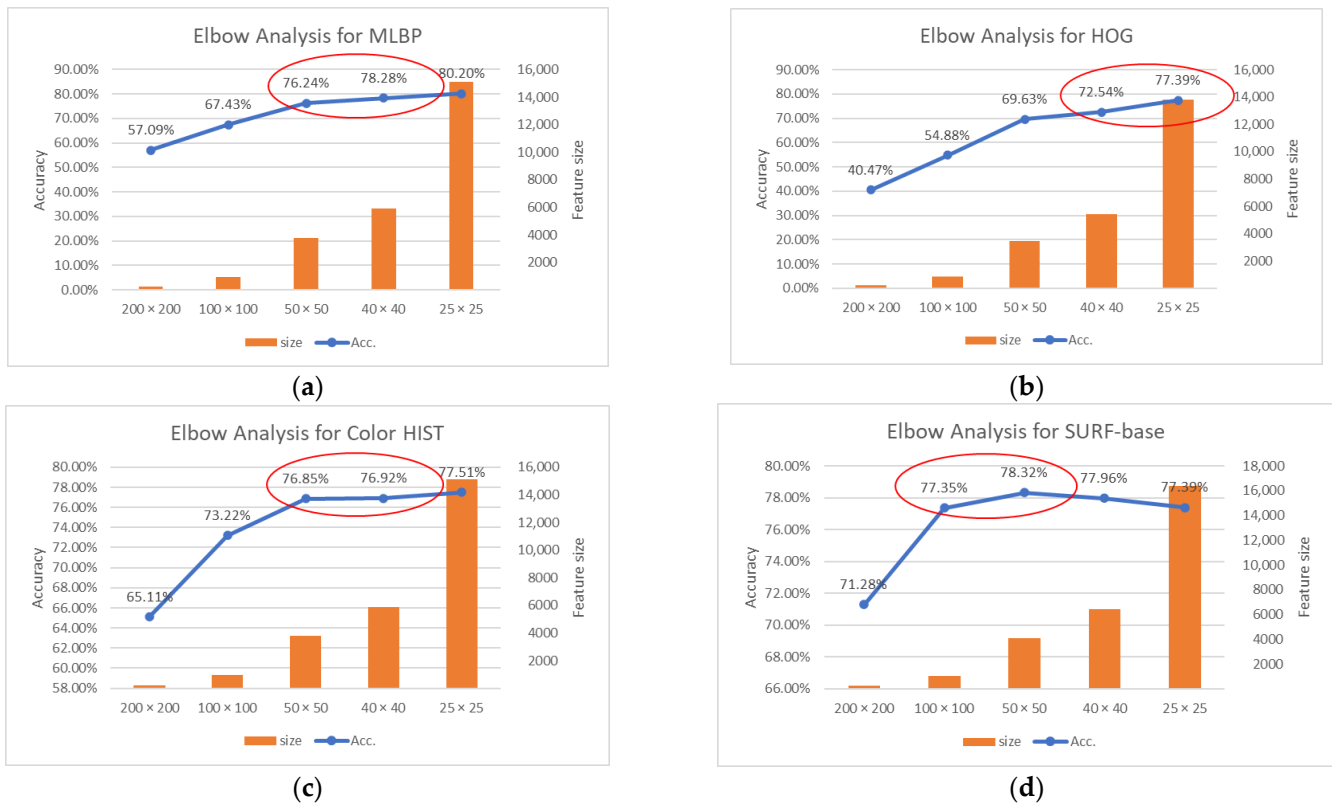 Elbow Analysis for MLBP
90.00%
80.00%
70.00%
60.00%
50.00%
40.00%
30.00%
20.00%
10.00%
0.00%
Accuracy
57.09%
67.43%
76.24%
78.28%
80.20%
16,000
14,000
12,000
10,000
8000
6000
4000
2000
Feature size
200 × 200
100 × 100
50 × 50
40 × 40
25 × 25
size
Acc.
(a)
Elbow Analysis for HOG
90.00%
80.00%
70.00%
60.00%
50.00%
40.00%
30.00%
20.00%
10.00%
0.00%
Accuracy
40.47%
54.88%
69.63%
72.54%
77.39%
16,000
14,000
12,000
10,000
8000
6000
4000
2000
Feature size
200 × 200
100 × 100
50 × 50
40 × 40
25 × 25
size
Acc.
(b)
Elbow Analysis for Color HIST
80.00%
78.00%
76.00%
74.00%
72.00%
70.00%
68.00%
66.00%
64.00%
62.00%
60.00%
58.00%
Accuracy
65.11%
73.22%
76.85%
76.92%
77.51%
16,000
14,000
12,000
10,000
8000
6000
4000
2000
Feature size
200 × 200
100 × 100
50 × 50
40 × 40
25 × 25
size
Acc.
(c)
Elbow Analysis for SURF-base
80.00%
78.00%
76.00%
74.00%
72.00%
70.00%
68.00%
66.00%
Accuracy
71.28%
77.35%
78.32%
77.96%
77.39%
18,000
16,000
14,000
12,000
10,000
8000
6000
4000
2000
Feature size
200 × 200
100 × 100
50 × 50
40 × 40
25 × 25
size
Acc.
(d)